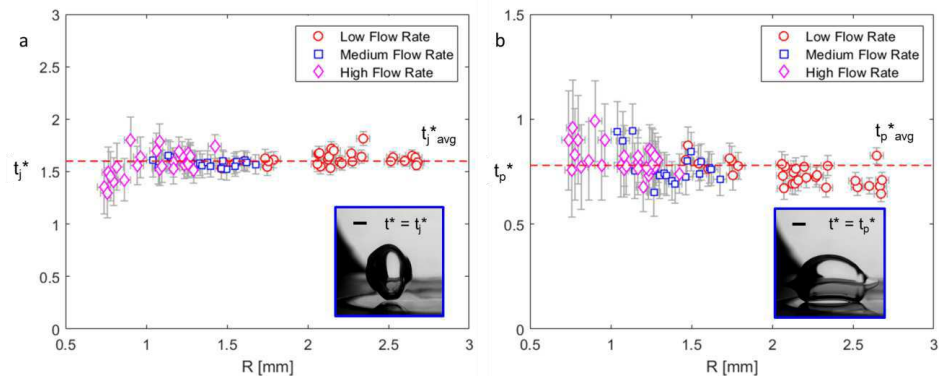 a
Low Flow Rate
Medium Flow Rate
High Flow Rate
tj*avg
tj*
t* = tj*
3
2.5
2
1.5
1
0.5
0
0.5 1 1.5 2 2.5 3
R [mm]
b
Low Flow Rate
Medium Flow Rate
High Flow Rate
tp*avg
tp*
t* = tp*
1.5
1
0.5
0
0.5 1 1.5 2 2.5 3
R [mm]